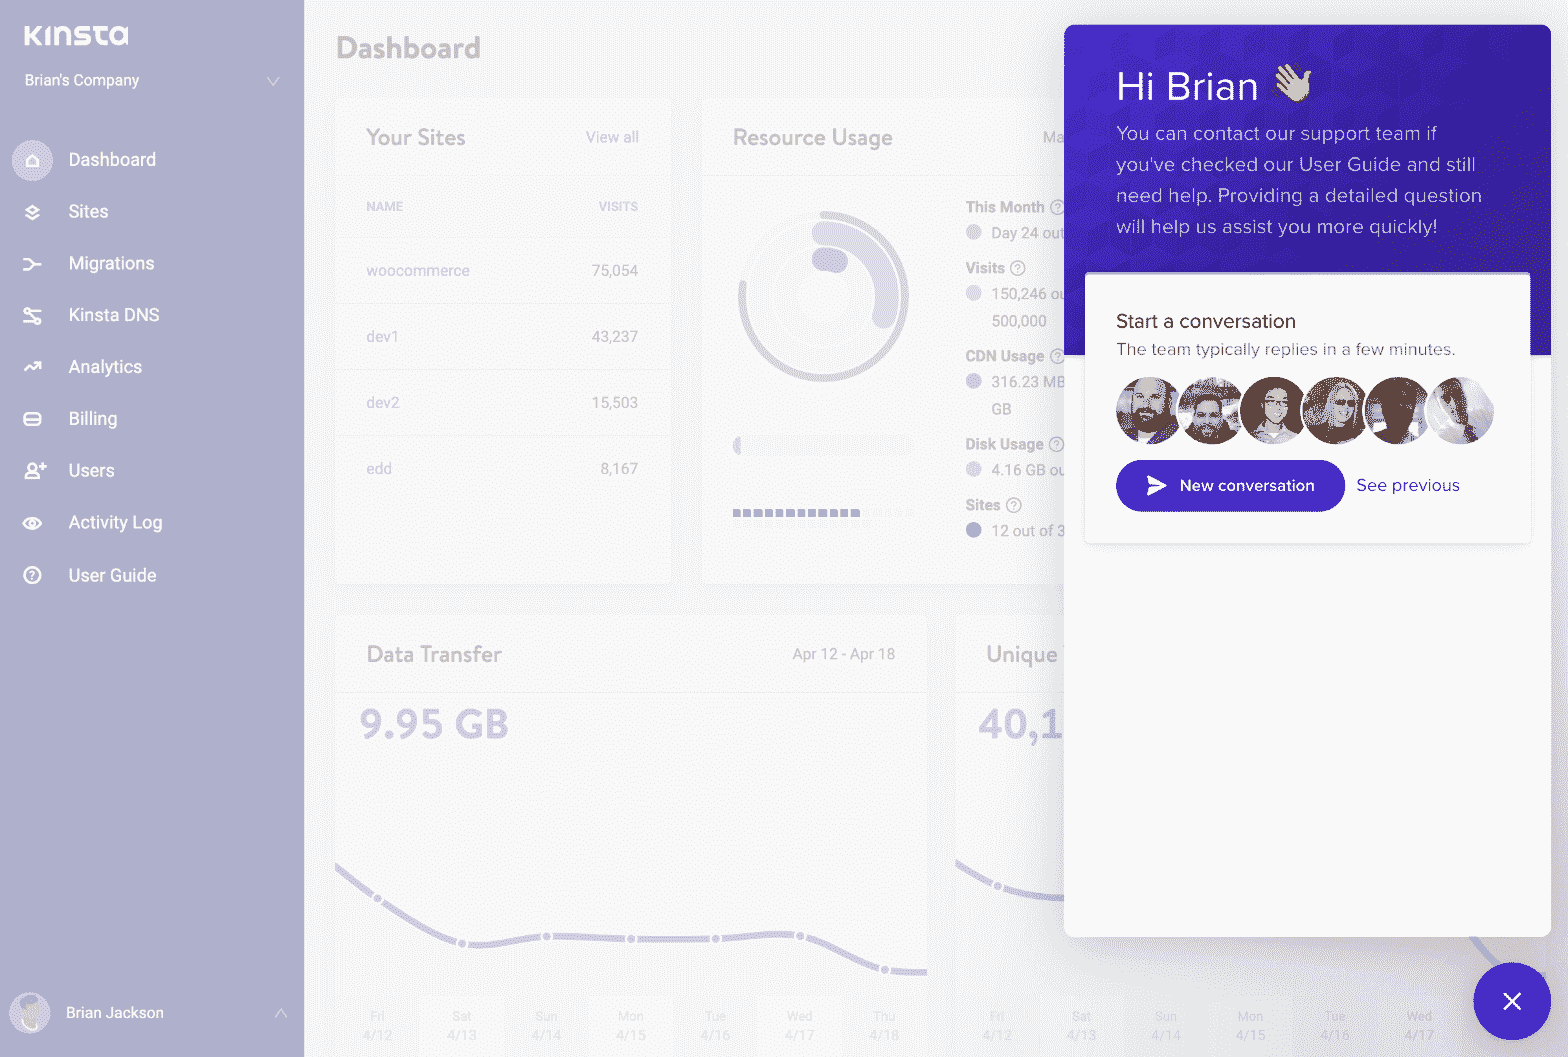 Kinsta
Brian's Company
Dashboard
Sites
Migrations
Kinsta DNS
Analytics
Billing
Users
Activity Log
User Guide
Brian Jackson
Dashboard
Your Sites
View all
NAME
VISITS
woocommerce
75,054
dev1
43,237
dev2
15,503
edd
8,167
Resource Usage
Ma
This Month
Day 24 out
Visits
150,246 ou
500,000
CDN Usage
316.23 MB
GB
Disk Usage
4.16 GB ou
Sites
12 out of 3
Data Transfer
Apr 12 - Apr 18
9.95 GB
Fri
4/12
Sat
4/13
Sun
4/14
Mon
4/15
Tue
4/16
Wed
4/17
Thu
4/18
Unique
40,1
Fri
4/12
Sat
4/13
Sun
4/14
Mon
4/15
Tue
4/16
Wed
4/17
Hi Brian 👋
You can contact our support team if
you've checked our User Guide and still
need help. Providing a detailed question
will help us assist you more quickly!
Start a conversation
The team typically replies in a few minutes.
New conversation
See previous